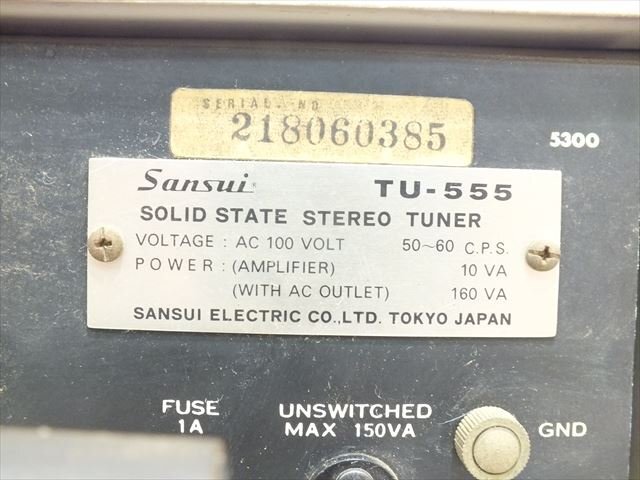 SERIAL. NO
218060385
5300
Sansui TU-555
SOLID STATE STEREO TUNER
VOLTAGE : AC 100 VOLT 50~60 C.P.S.
POWER : (AMPLIFIER) 10 VA
(WITH AC OUTLET) 160 VA
SANSUI ELECTRIC CO.,LTD. TOKYO JAPAN
FUSE
1A
UNSWITCHED
MAX 150VA
GND